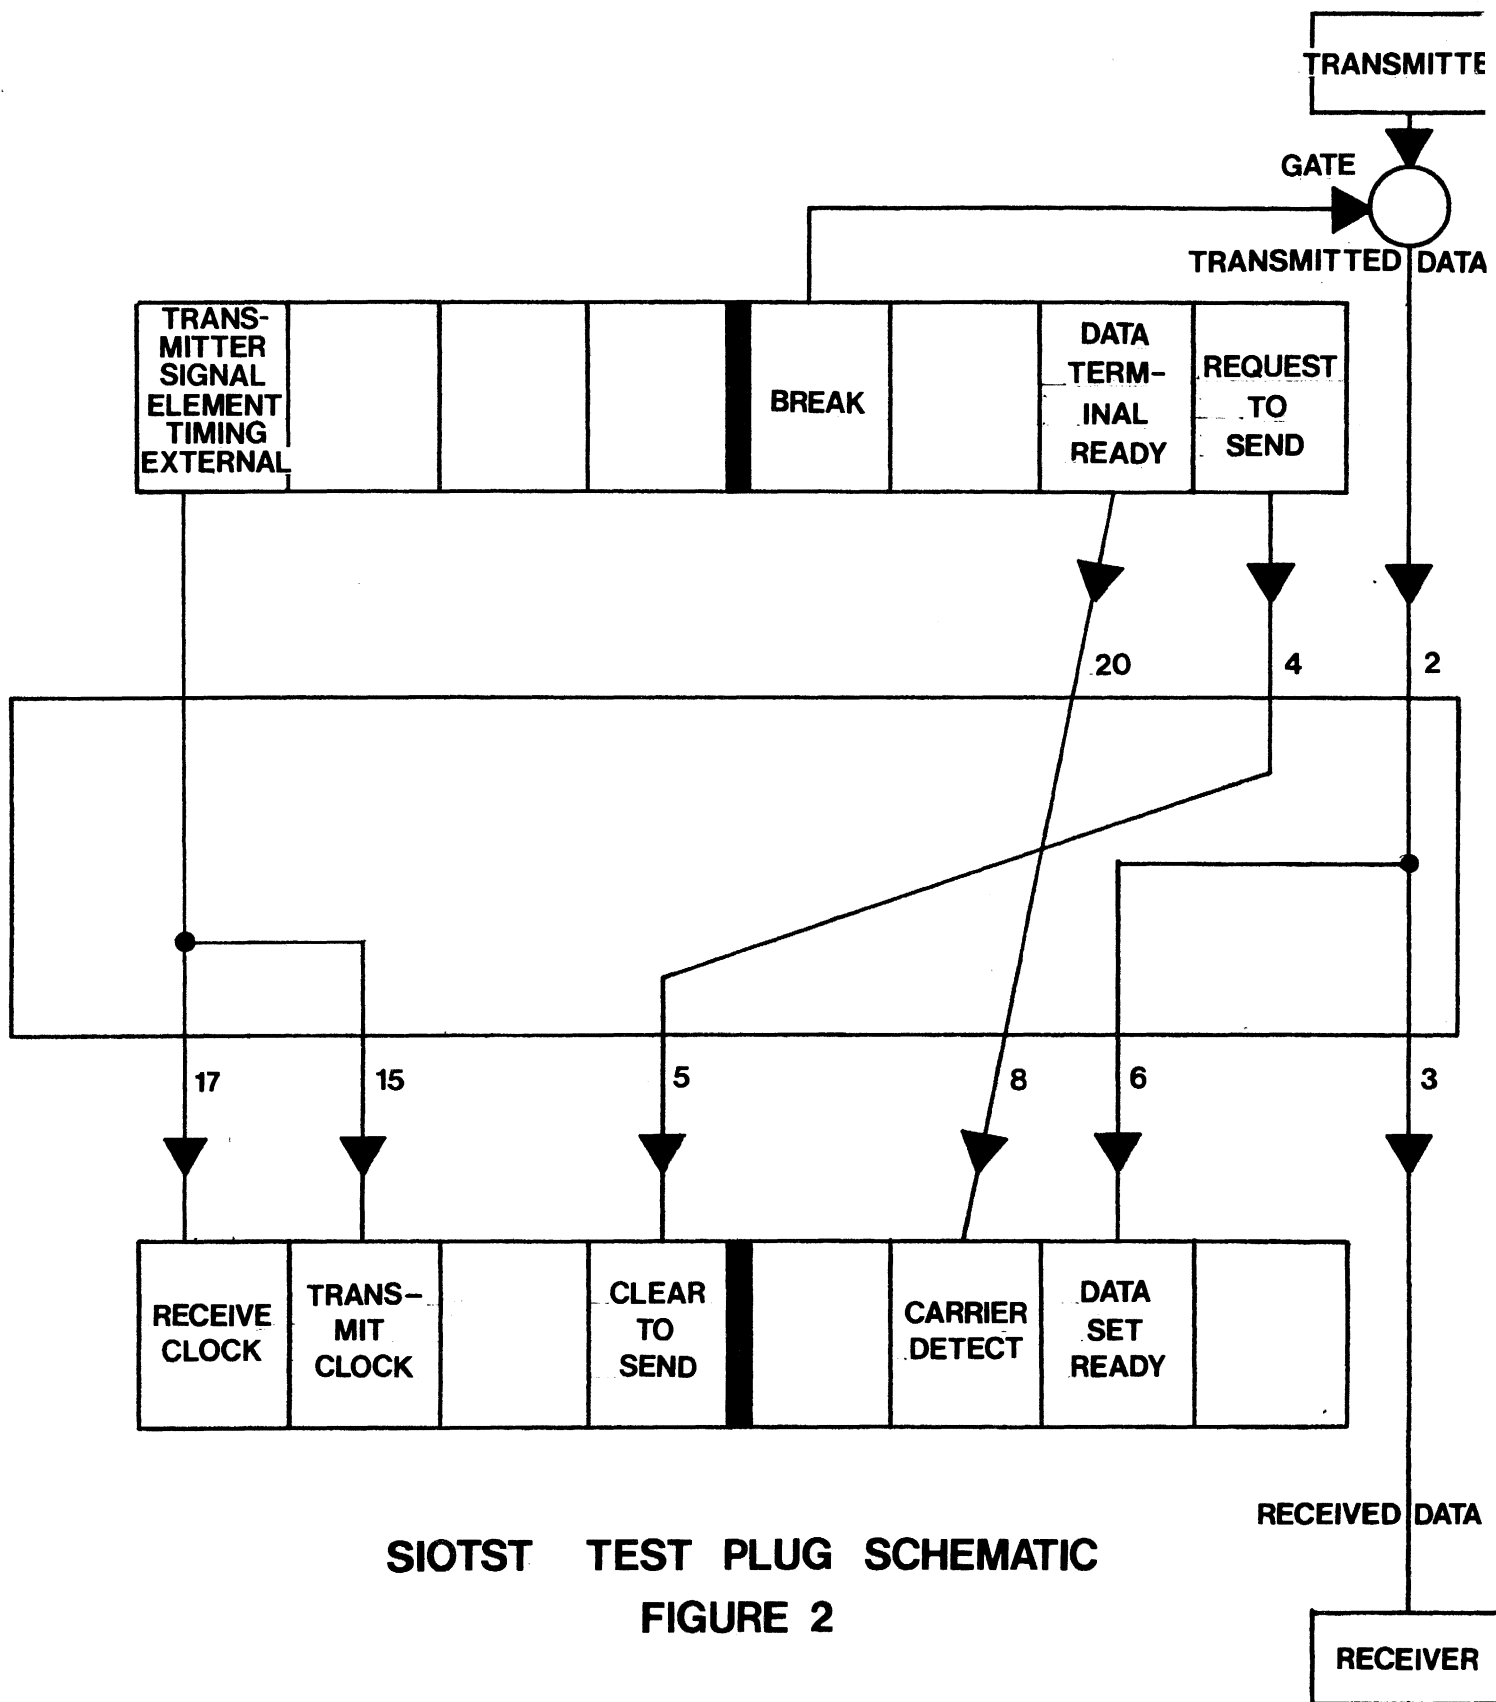 TRANSMITTE
GATE
TRANSMITTED DATA
TRANS-
MITTER
SIGNAL
ELEMENT
TIMING
EXTERNAL
BREAK
DATA
TERM-
INAL
READY
REQUEST
TO
SEND
20
4
2
17
15
5
8
6
3
RECEIVE
CLOCK
TRANS-
MIT
CLOCK
CLEAR
TO
SEND
CARRIER
DETECT
DATA
SET
READY
RECEIVED DATA
SIOTST TEST PLUG SCHEMATIC
FIGURE 2
RECEIVER